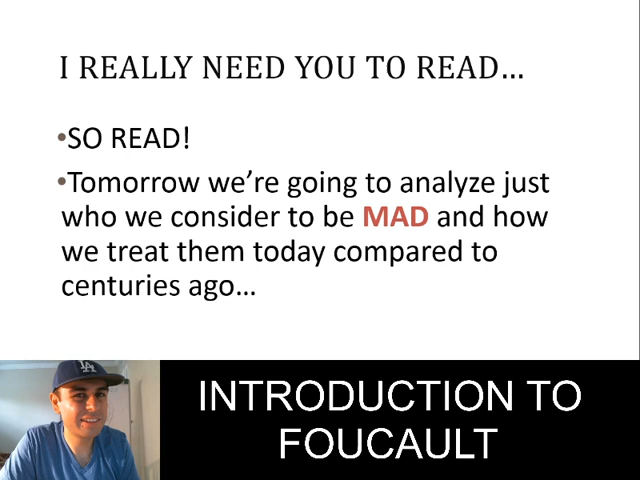 I REALLY NEED YOU TO READ…
•SO READ!
•Tomorrow we’re going to analyze just
who we consider to be MAD and how
we treat them today compared to
centuries ago…
LA
INTRODUCTION TO
FOUCAULT